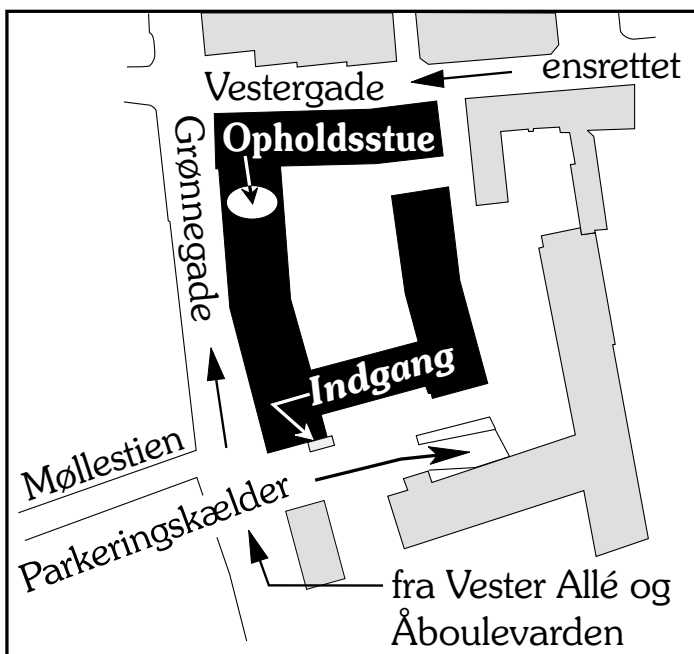 ensrettet
Vestergade
Opholdsstue
Grønnegade
Indgang
Møllestien
Parkeringskælder
fra Vester Allé og
Åboulevarden